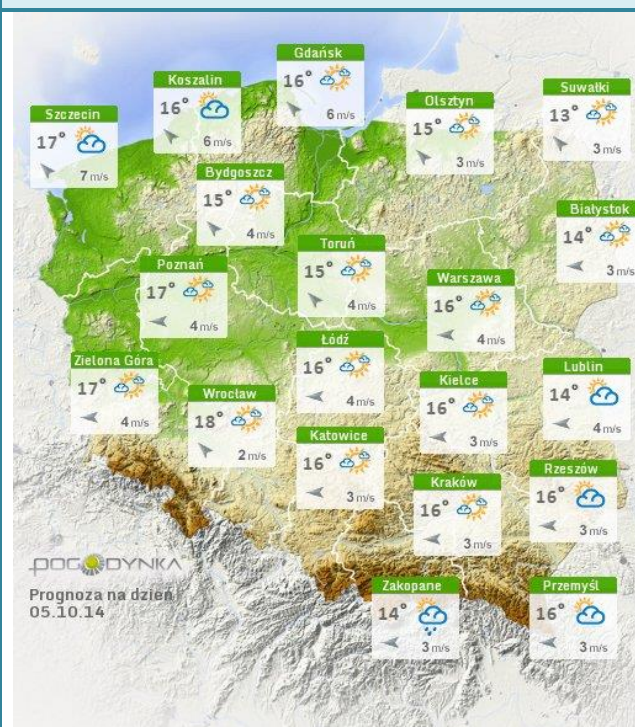 Gdańsk
16°
6 m/s
Koszalin
16°
6 m/s
Suwałki
13°
3 m/s
Olsztyn
15°
3 m/s
Szczecin
17°
7 m/s
Bydgoszcz
15°
4 m/s
Białystok
14°
3 m/s
Toruń
15°
4 m/s
Poznań
17°
4 m/s
Warszawa
16°
4 m/s
Łódź
16°
4 m/s
Zielona Góra
17°
4 m/s
Lublin
14°
4 m/s
Kielce
16°
3 m/s
Wrocław
18°
2 m/s
Katowice
16°
3 m/s
Rzeszów
16°
3 m/s
Kraków
16°
3 m/s
POGODYNKA
Prognoza na dzień
05.10.14
Zakopane
14°
3 m/s
Przemyśl
16°
3 m/s